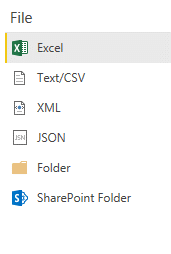 File
Excel
Text/CSV
XML
JSON
Folder
SharePoint Folder